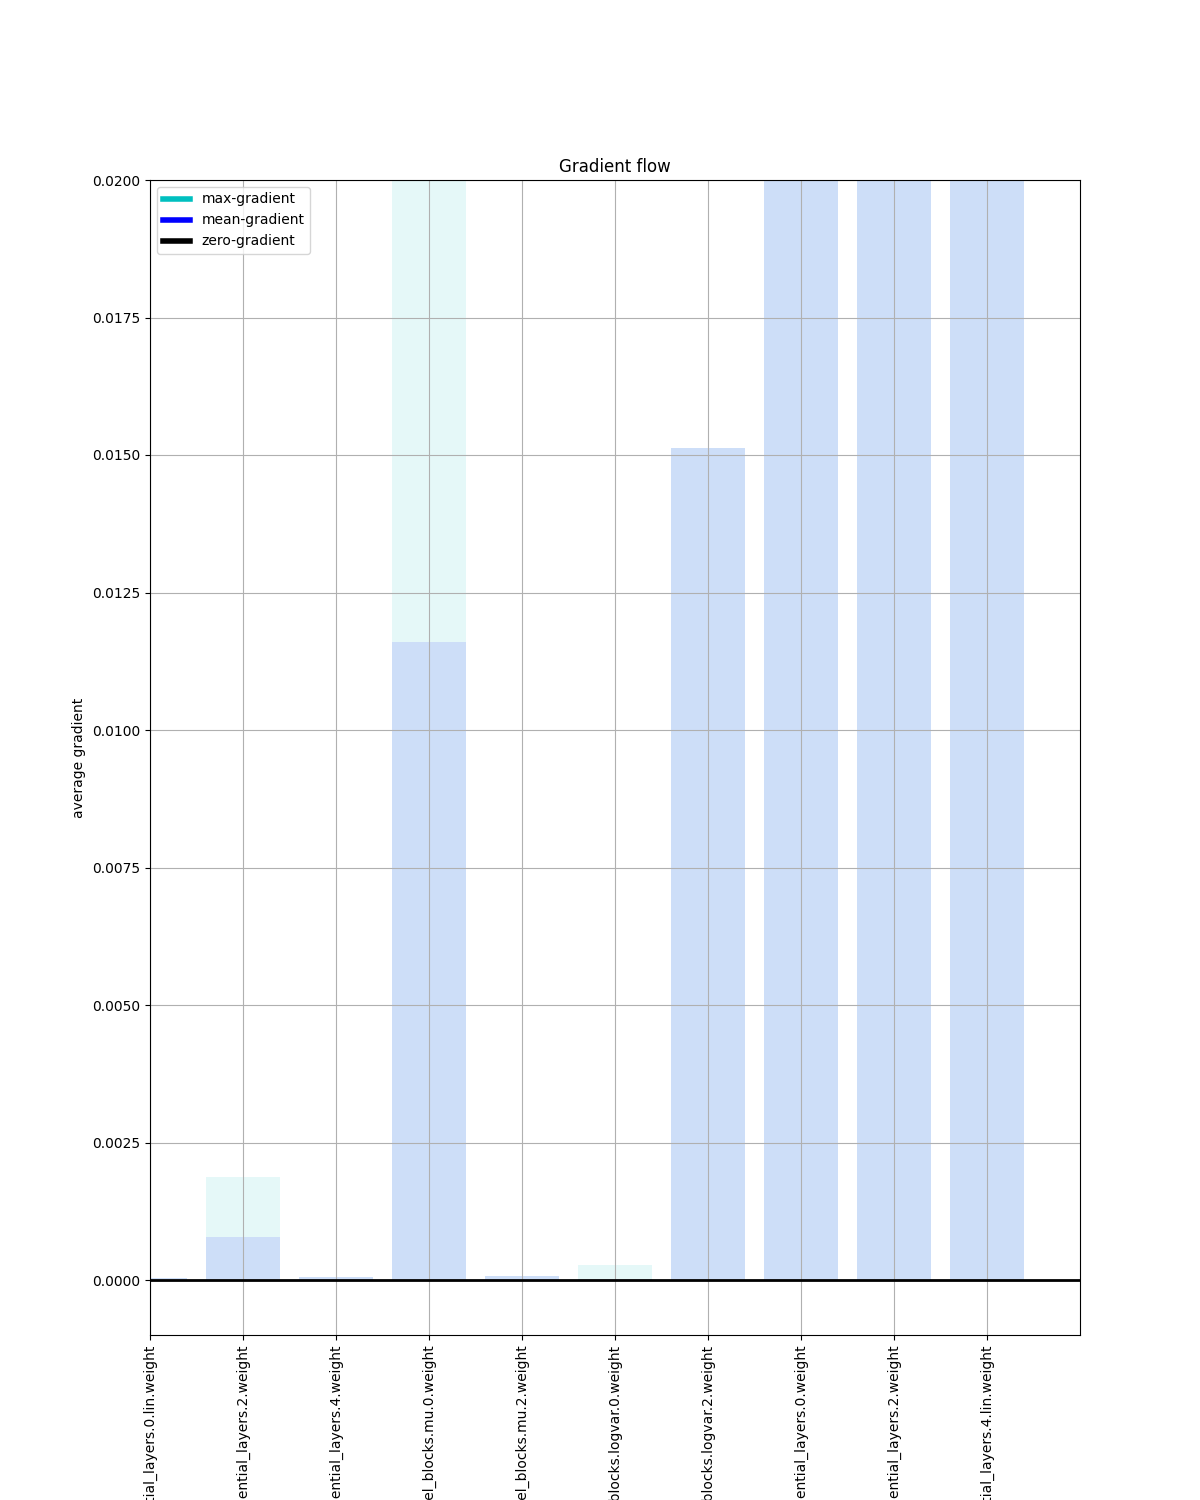 Gradient flow
max-gradient
mean-gradient
zero-gradient
0.0200
0.0175
0.0150
0.0125
0.0100
0.0075
0.0050
0.0025
0.0000
average gradient
tial_layers.0.lin.weight
ential_layers.2.weight
ential_layers.4.weight
el_blocks.mu.0.weight
el_blocks.mu.2.weight
blocks.logvar.0.weight
blocks.logvar.2.weight
ential_layers.0.weight
ential_layers.2.weight
tial_layers.4.lin.weight